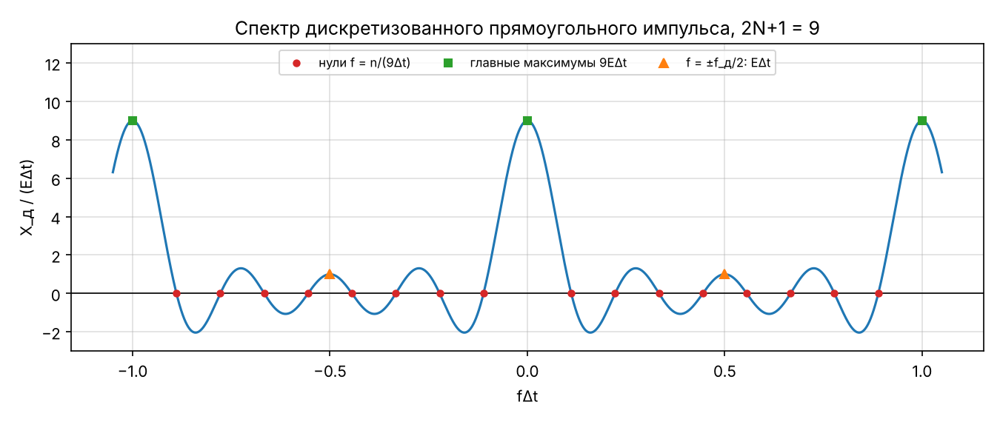 Спектр дискретизованного прямоугольного импульса, 2N+1 = 9
нули f = n/(9Δt)
главные максимумы 9EΔt
f = ±f_д/2: EΔt
X_д / (EΔt)
12
10
8
6
4
2
0
−2
−1.0
−0.5
0.0
0.5
1.0
fΔt